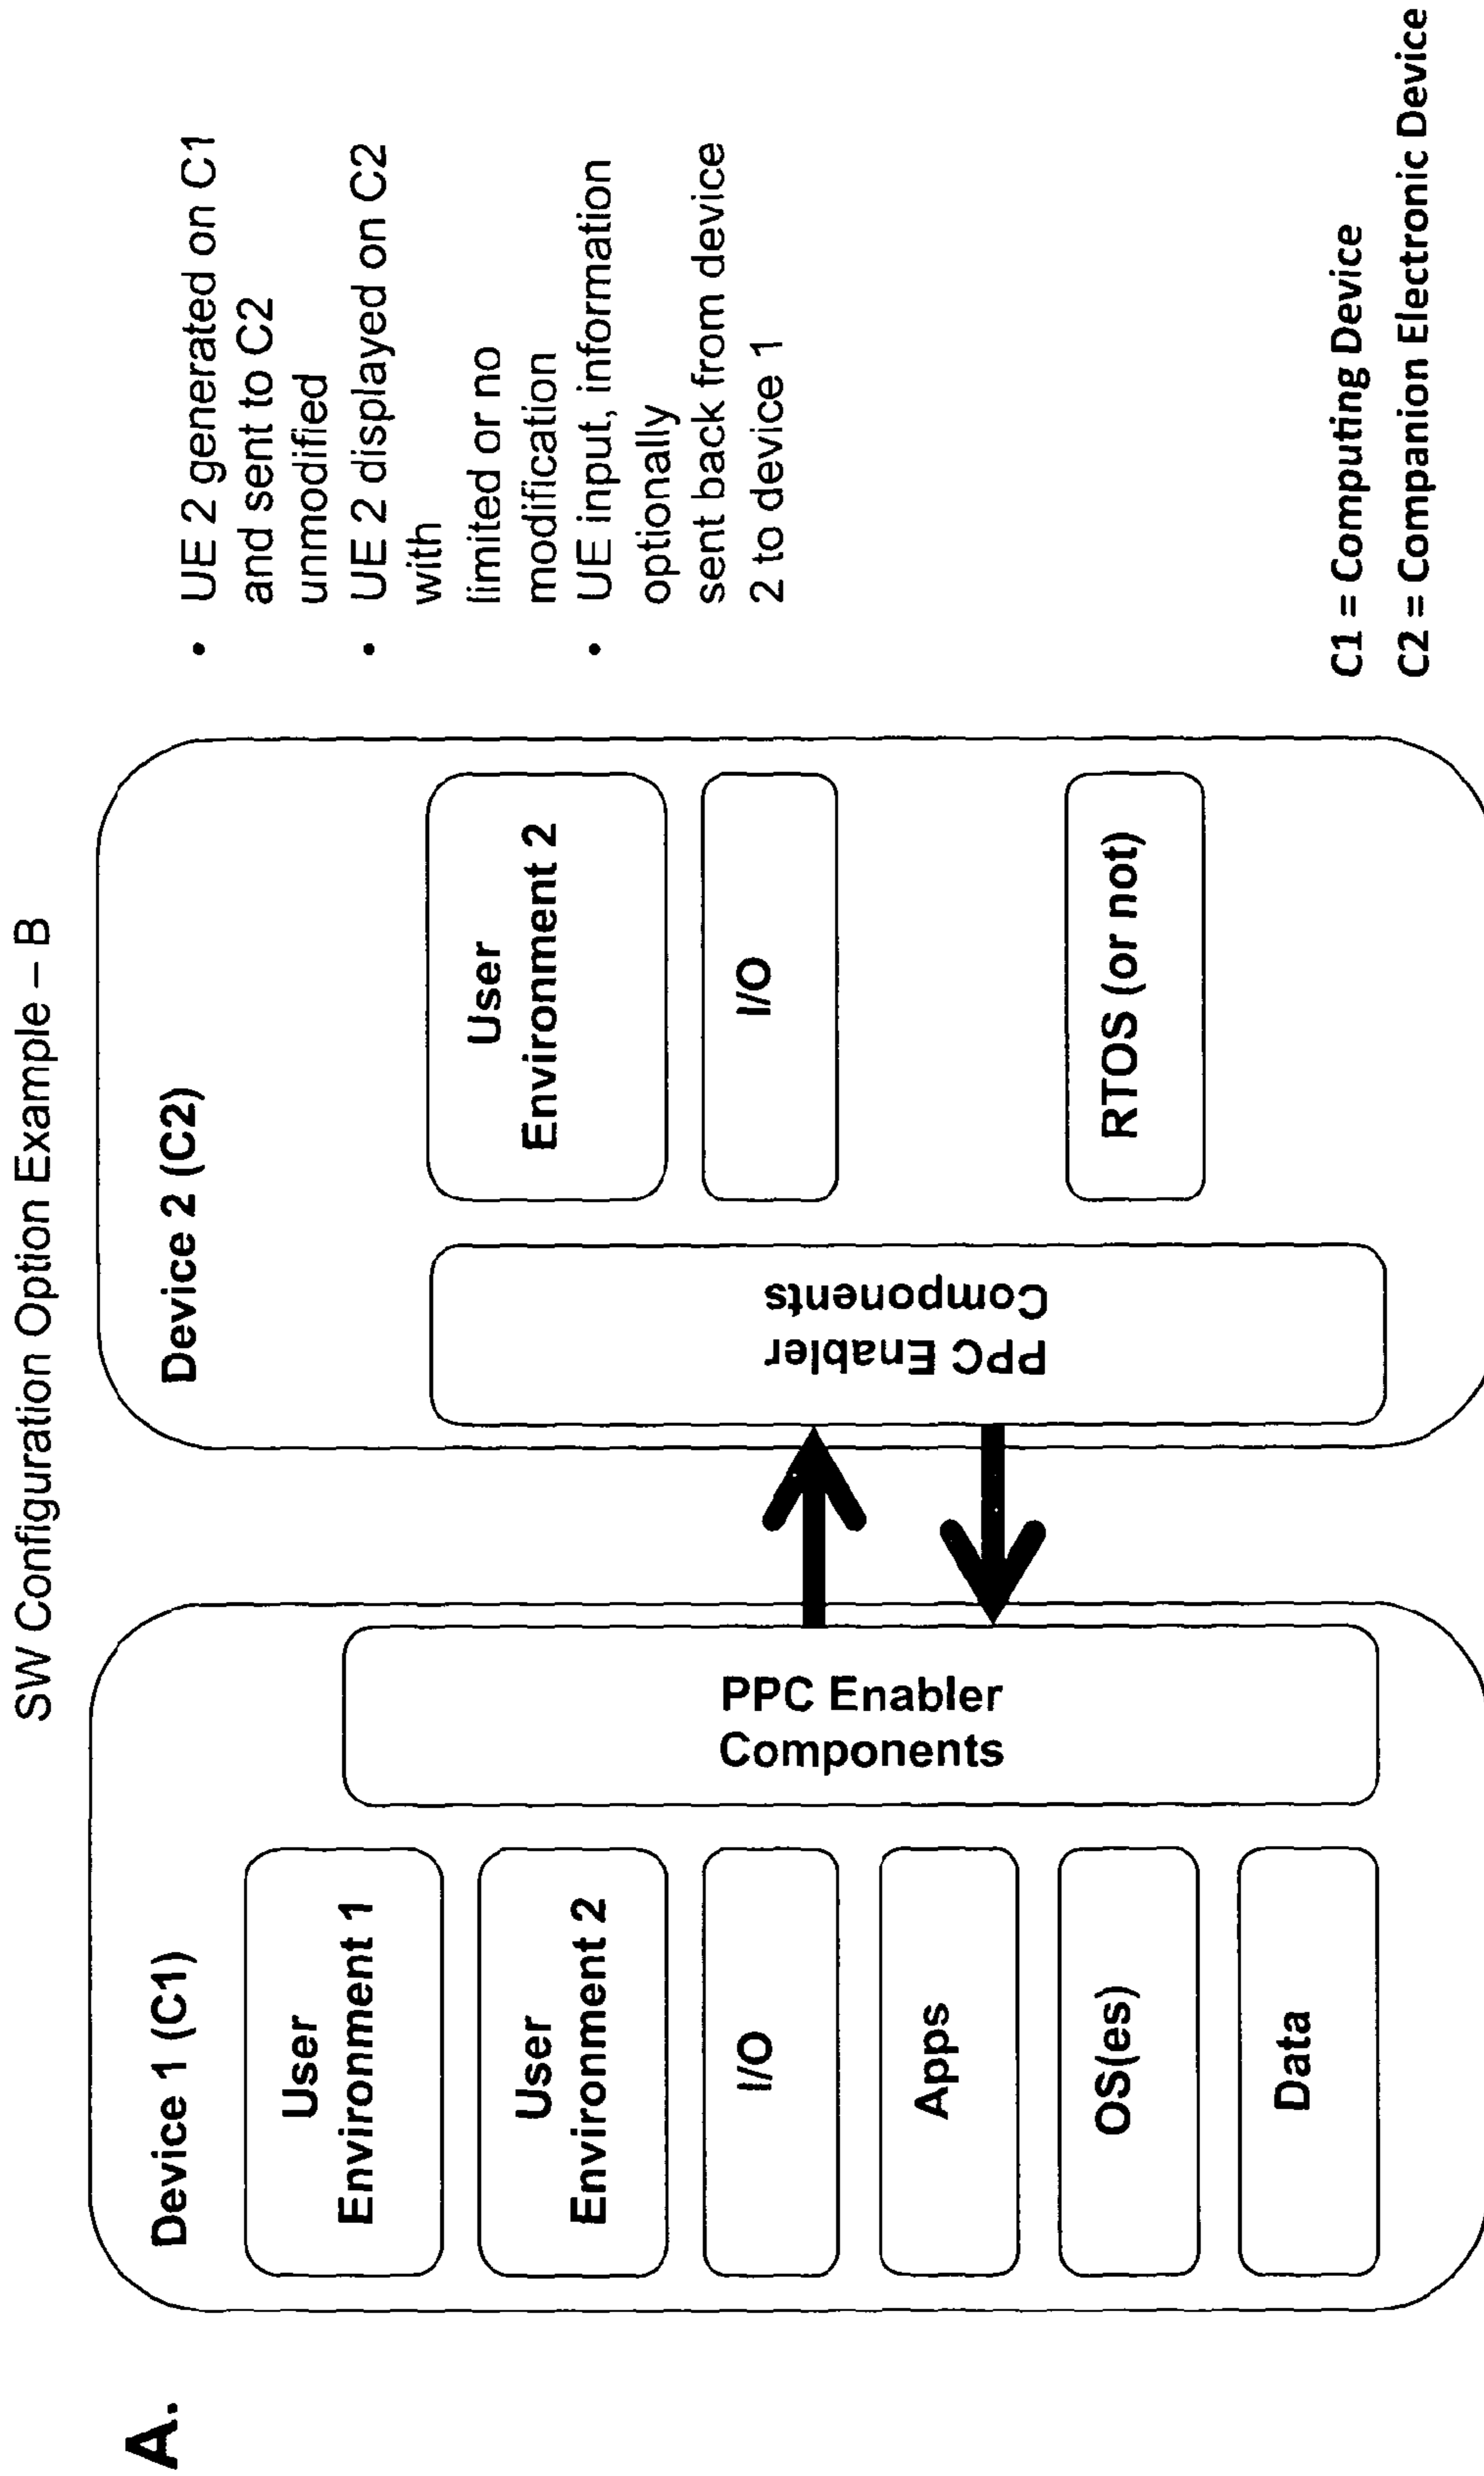 SW Configuration Option Example – B
A.
Device 1 (C1)
User
Environment 1
User
Environment 2
I/O
Apps
OS(es)
Data
PPC Enabler
Components
Device 2 (C2)
PPC Enabler
Components
User
Environment 2
I/O
RTOS (or not)
• UE 2 generated on C1
and sent to C2
unmodified
• UE 2 displayed on C2
with
limited or no
modification
• UE input, information
optionally
sent back from device
2 to device 1
C1 = Computing Device
C2 = Companion Electronic Device